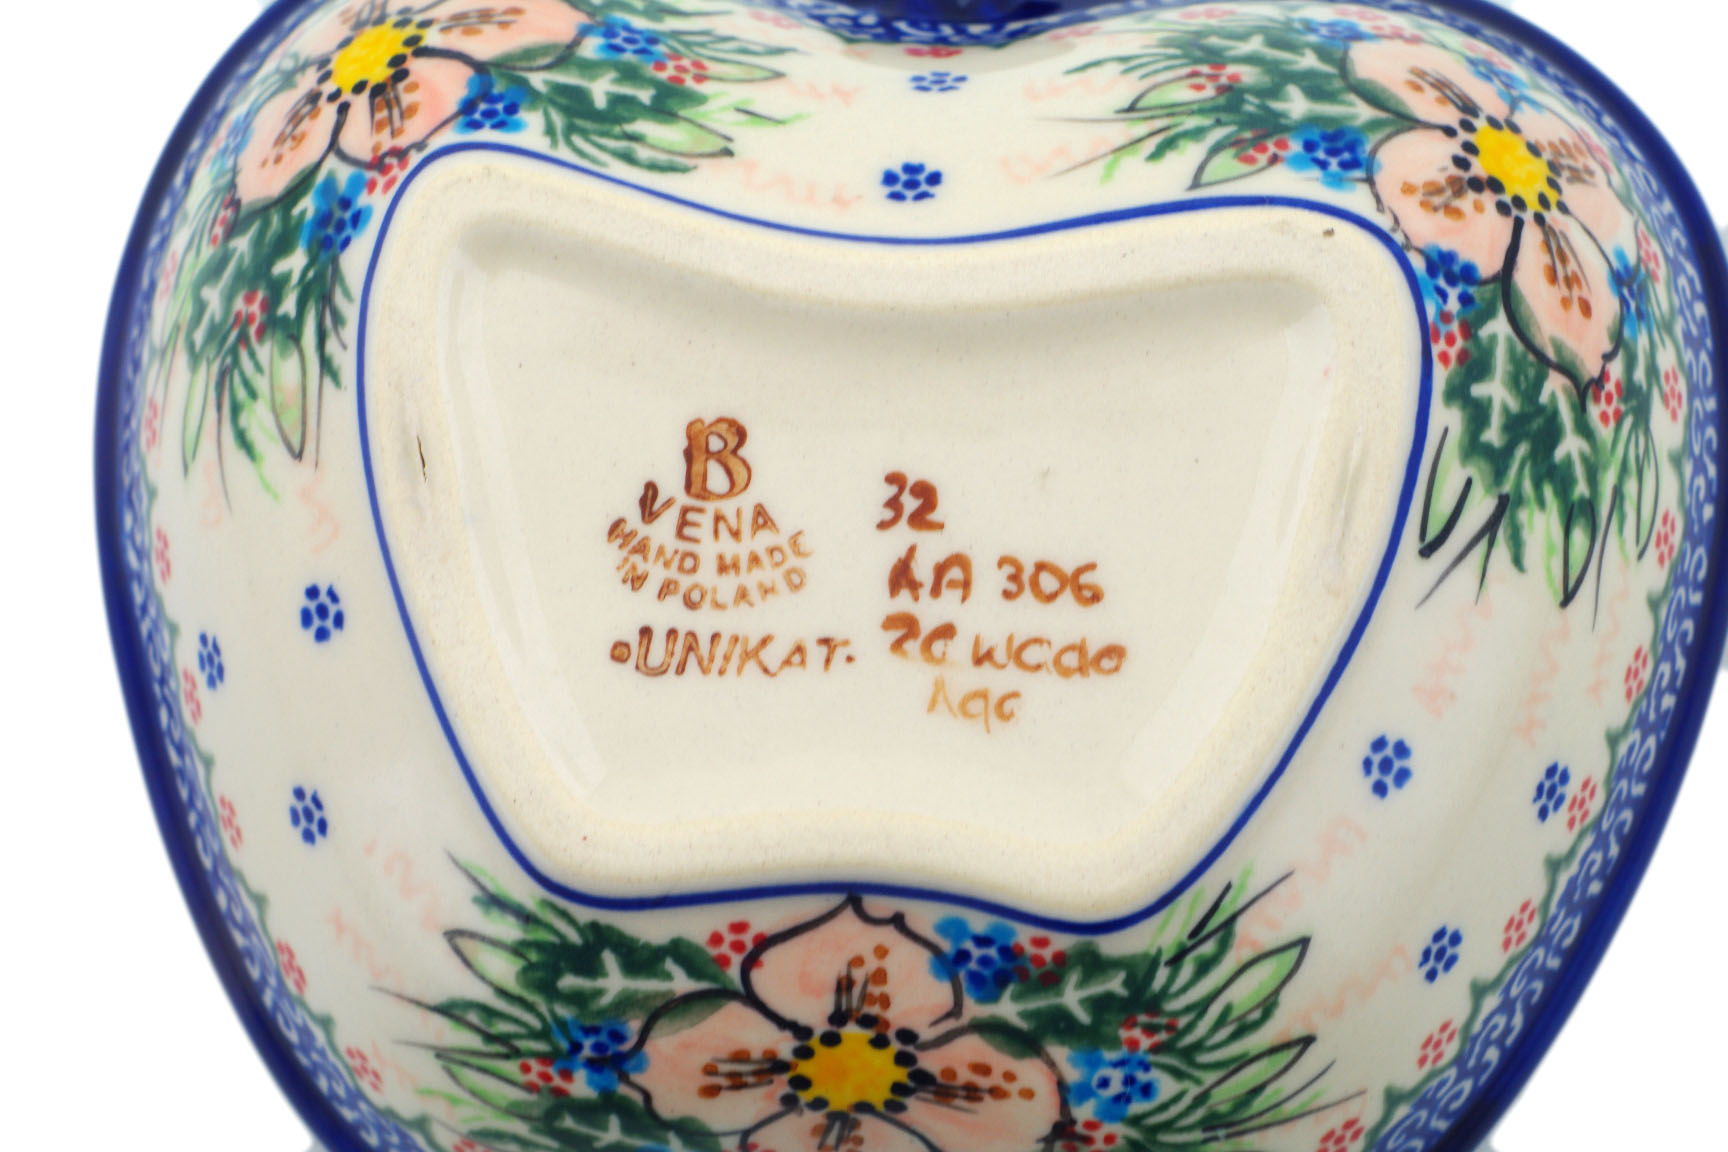 B
VENA
HAND MADE
IN POLAND
•UNIKAT•
32
AA 306